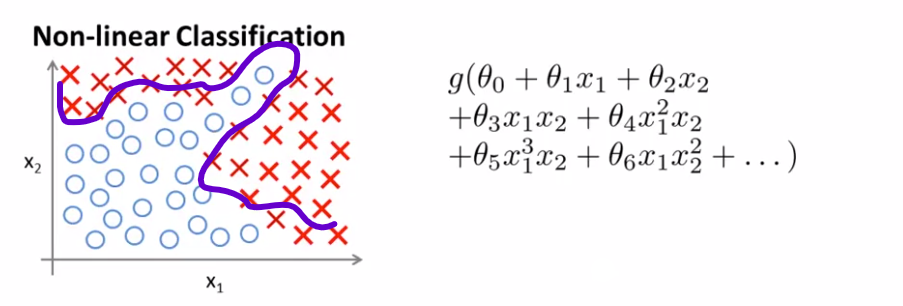 Non-linear Classification
x₂
x₁
g(θ₀ + θ₁x₁ + θ₂x₂
+θ₃x₁x₂ + θ₄x₁²x₂
+θ₅x₁³x₂ + θ₆x₁x₂² + . . . )